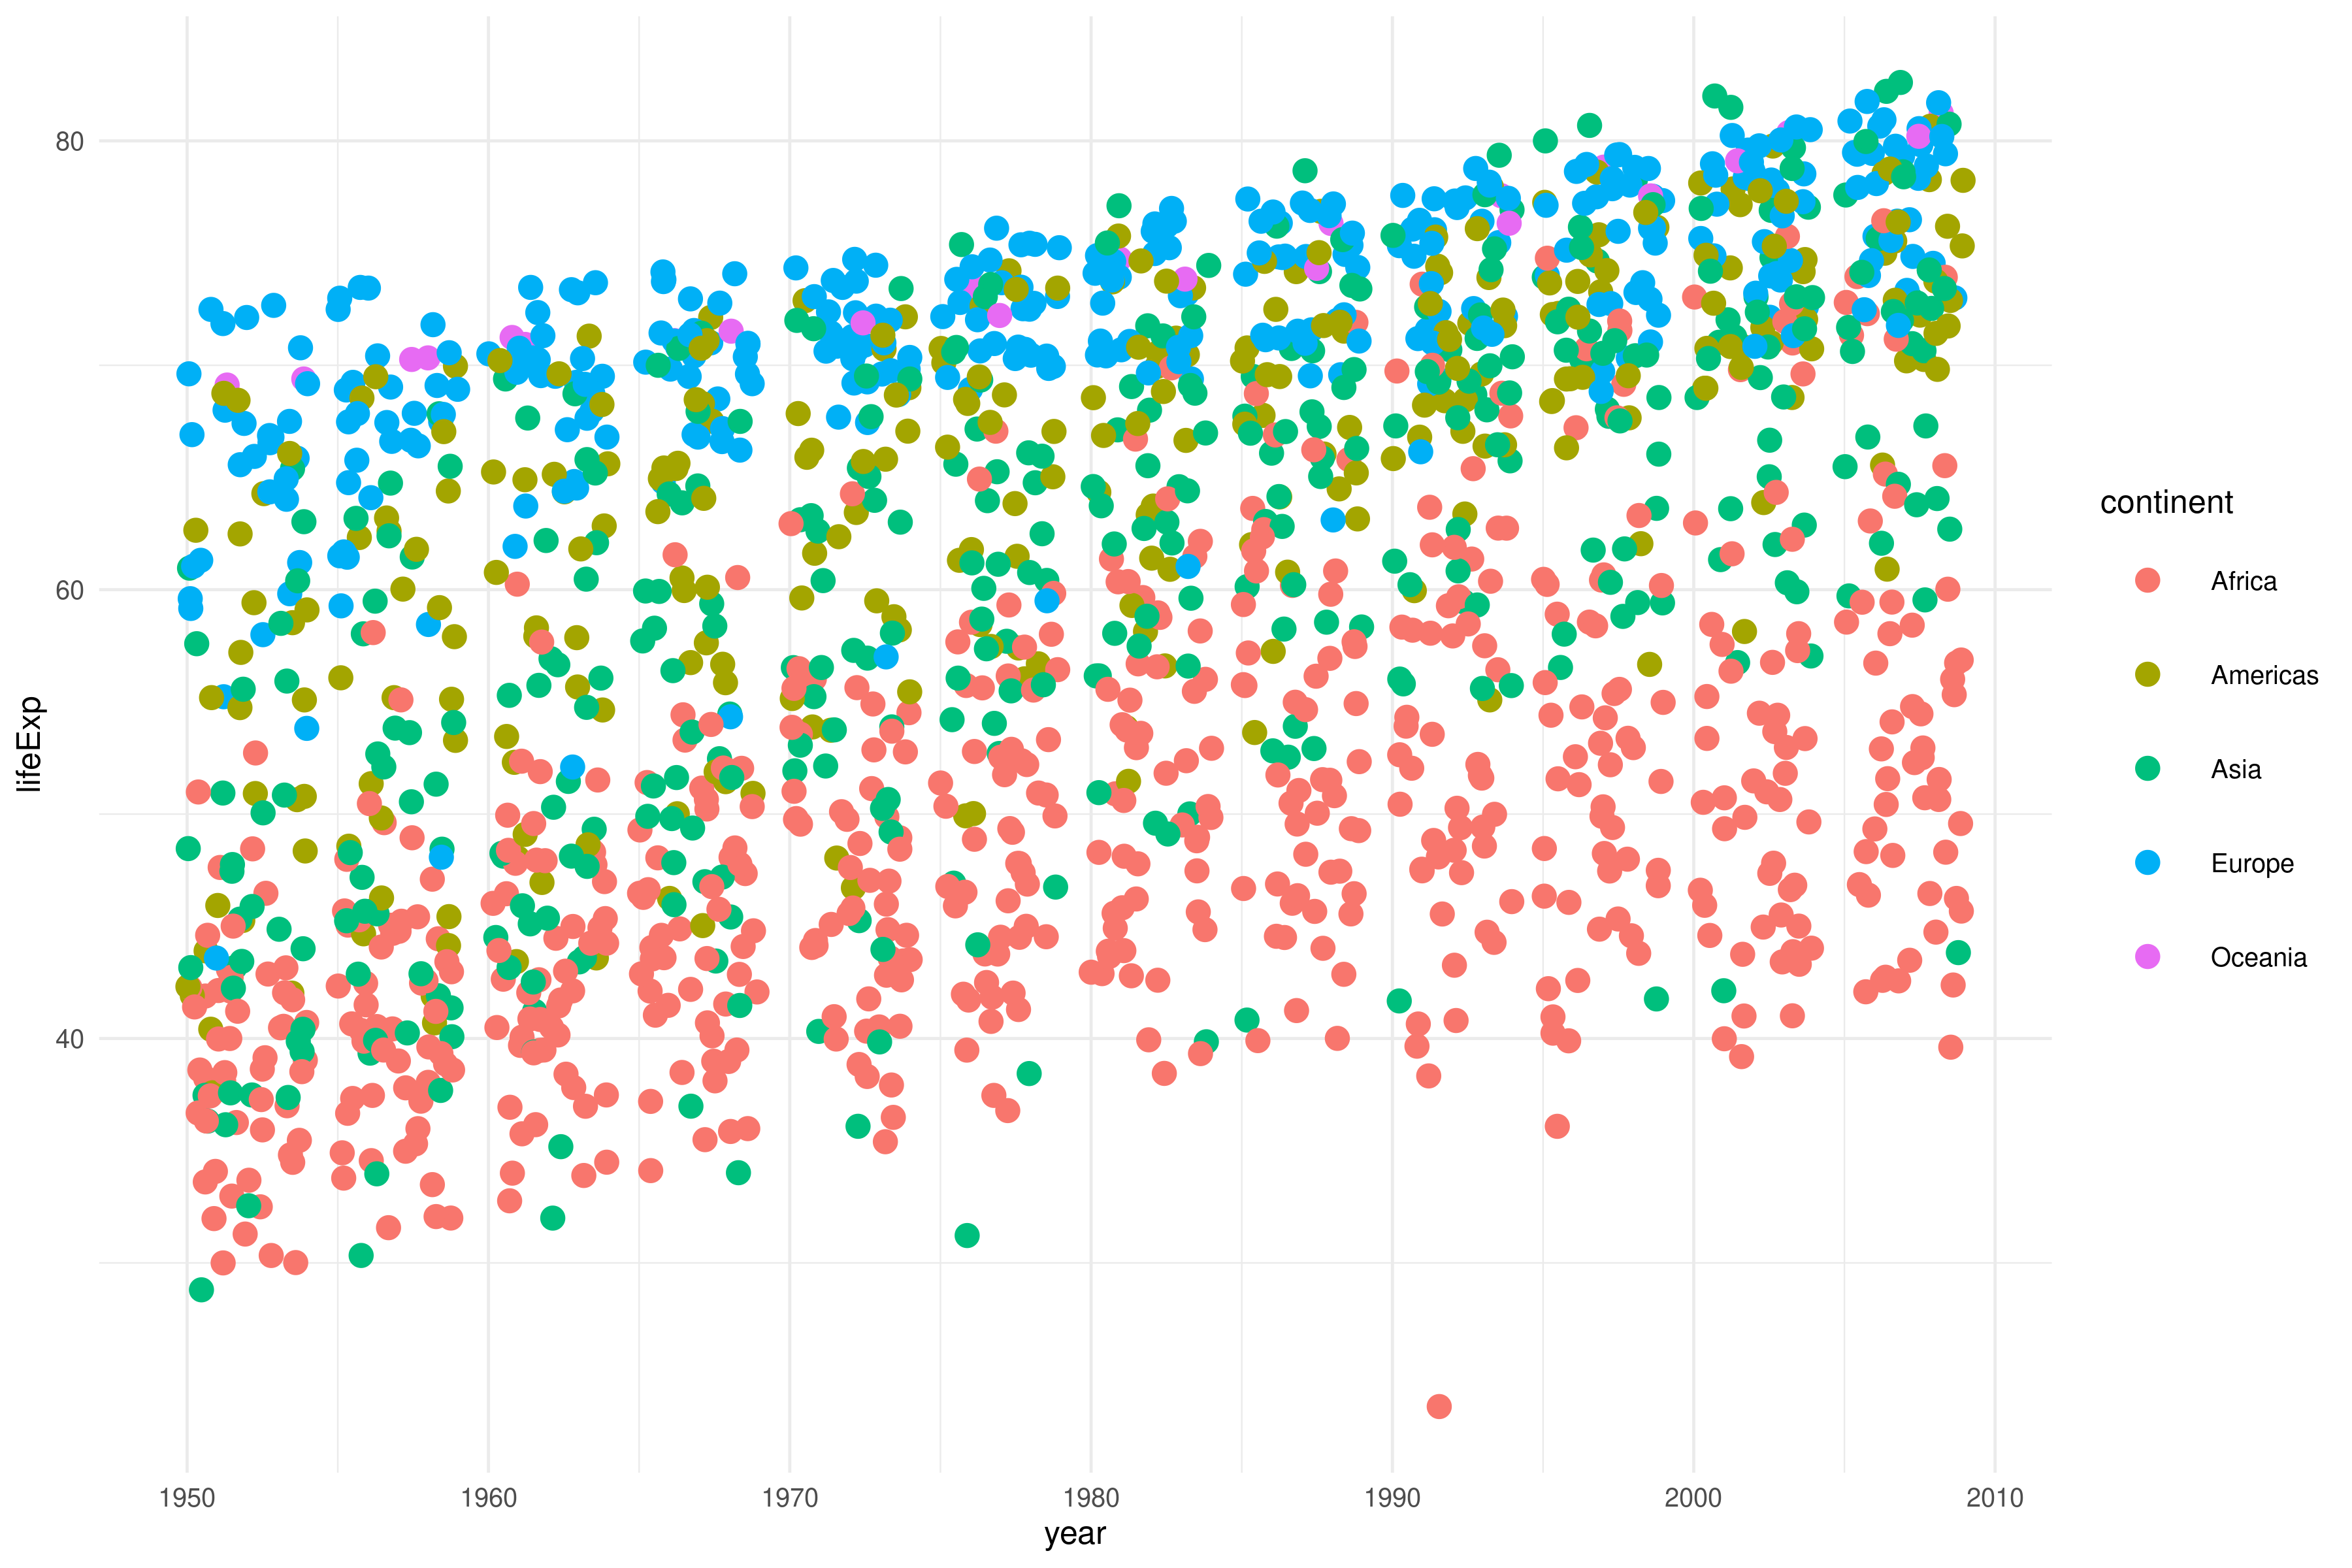 lifeExp
80
60
40
1950
1960
1970
1980
1990
2000
2010
year
continent
Africa
Americas
Asia
Europe
Oceania